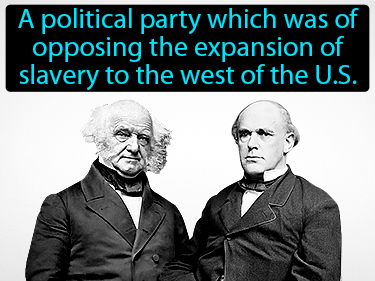 A political party which was of
opposing the expansion of
slavery to the west of the U.S.